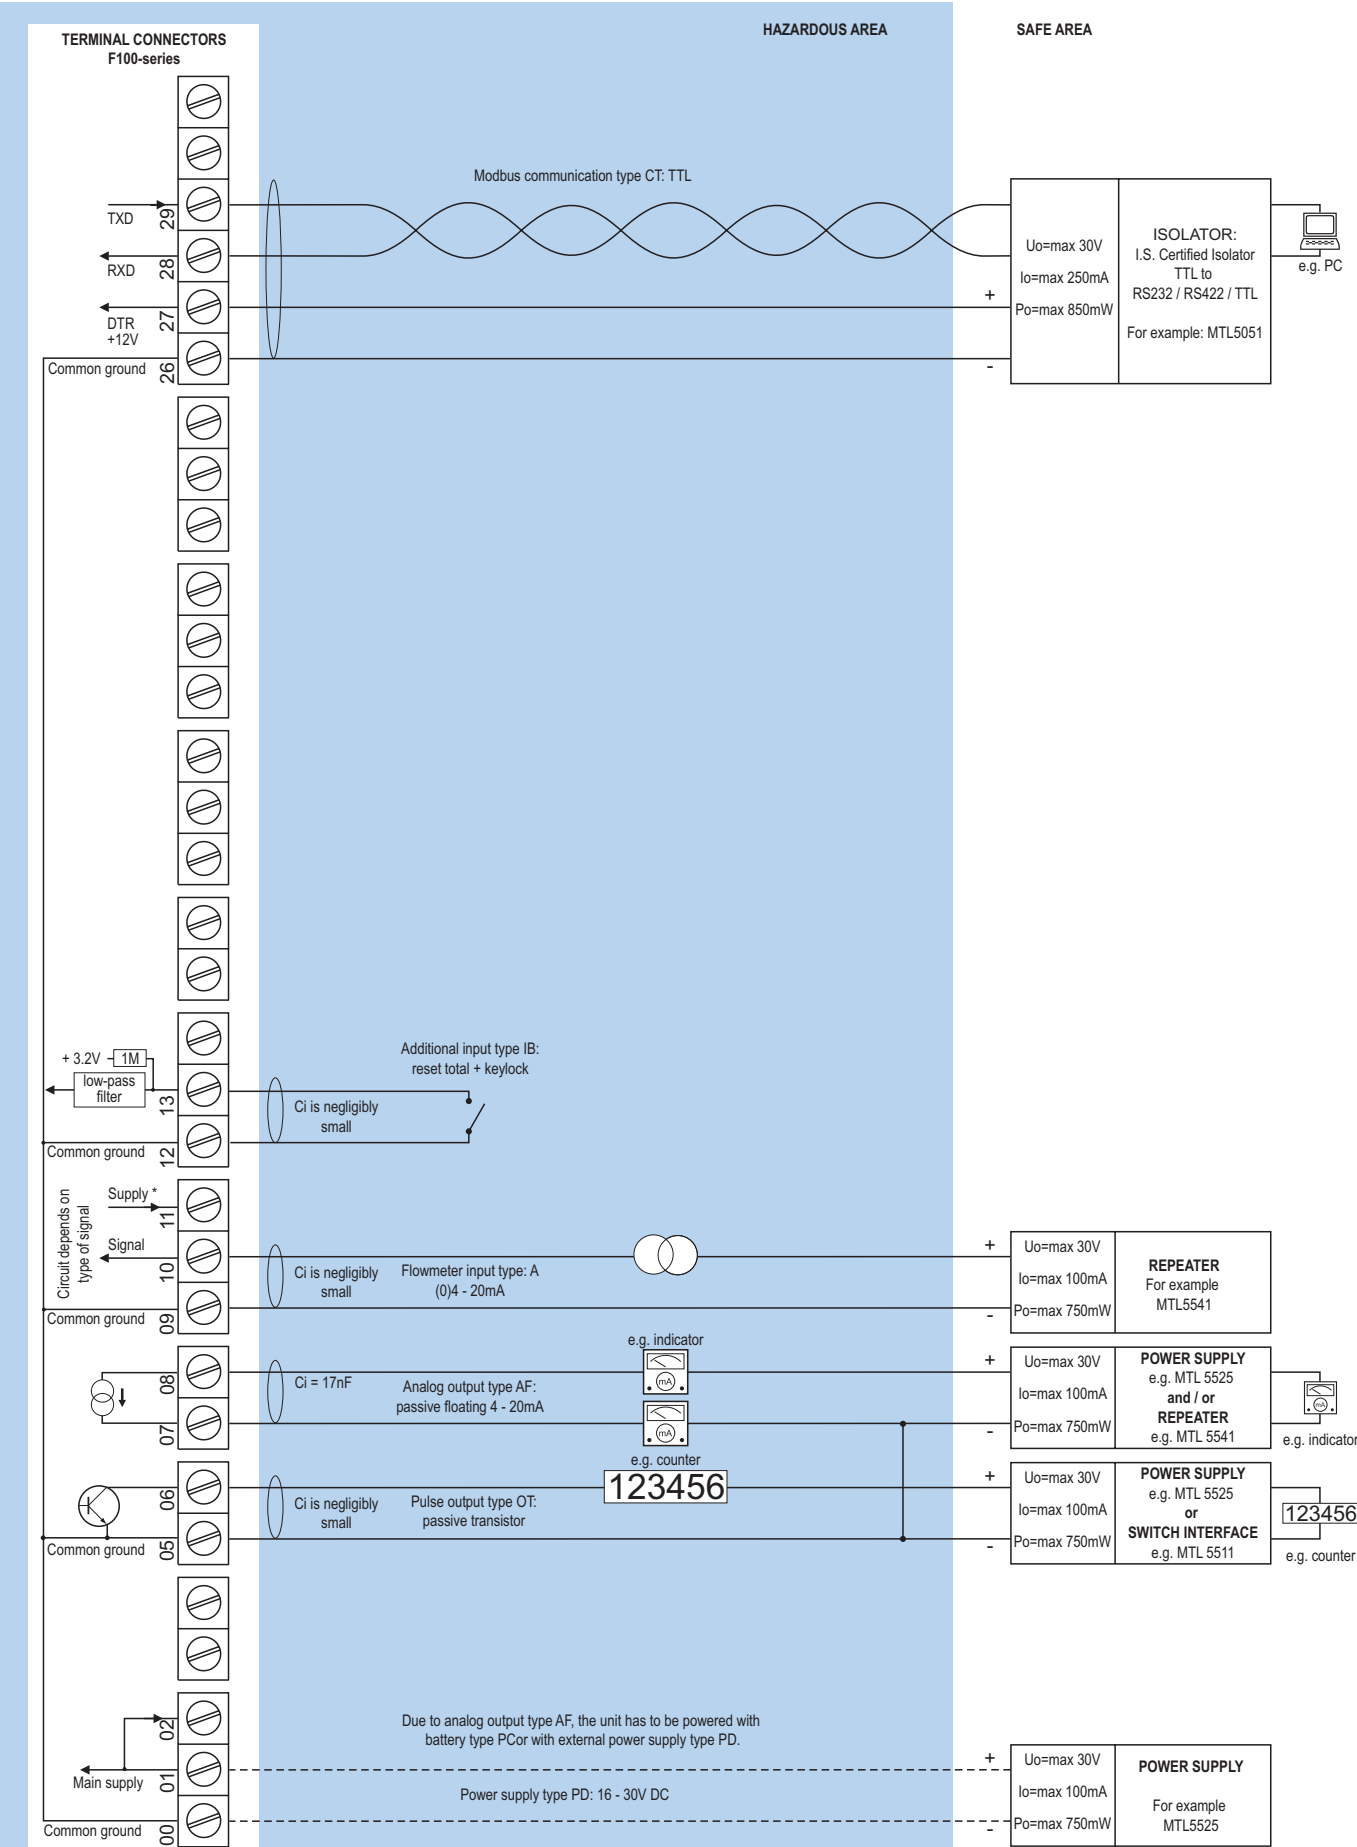 HAZARDOUS AREA
SAFE AREA
TERMINAL CONNECTORS
F100-series
Modbus communication type CT: TTL
TXD
29
RXD
28
DTR
+12V
27
Common ground
26
+
-
Uo=max 30V
Io=max 250mA
Po=max 850mW
ISOLATOR:
I.S. Certified Isolator
TTL to
RS232 / RS422 / TTL
For example: MTL5051
e.g. PC
+ 3.2V
1M
low-pass
filter
13
Common ground
12
Ci is negligibly
small
Additional input type IB:
reset total + keylock
Circuit depends on
type of signal
Supply *
11
Signal
10
Common ground
09
Ci is negligibly
small
Flowmeter input type: A
(0)4 - 20mA
+
-
Uo=max 30V
Io=max 100mA
Po=max 750mW
REPEATER
For example
MTL5541
08
07
Ci = 17nF
Analog output type AF:
passive floating 4 - 20mA
e.g. indicator
mA
mA
+
-
Uo=max 30V
Io=max 100mA
Po=max 750mW
POWER SUPPLY
e.g. MTL 5525
and / or
REPEATER
e.g. MTL 5541
mA
e.g. indicator
06
Common ground
05
Ci is negligibly
small
Pulse output type OT:
passive transistor
e.g. counter
123456
+
-
Uo=max 30V
Io=max 100mA
Po=max 750mW
POWER SUPPLY
e.g. MTL 5525
or
SWITCH INTERFACE
e.g. MTL 5511
123456
e.g. counter
02
Main supply
01
Common ground
00
Due to analog output type AF, the unit has to be powered with
battery type PCor with external power supply type PD.
Power supply type PD: 16 - 30V DC
+
-
Uo=max 30V
Io=max 100mA
Po=max 750mW
POWER SUPPLY
For example
MTL5525